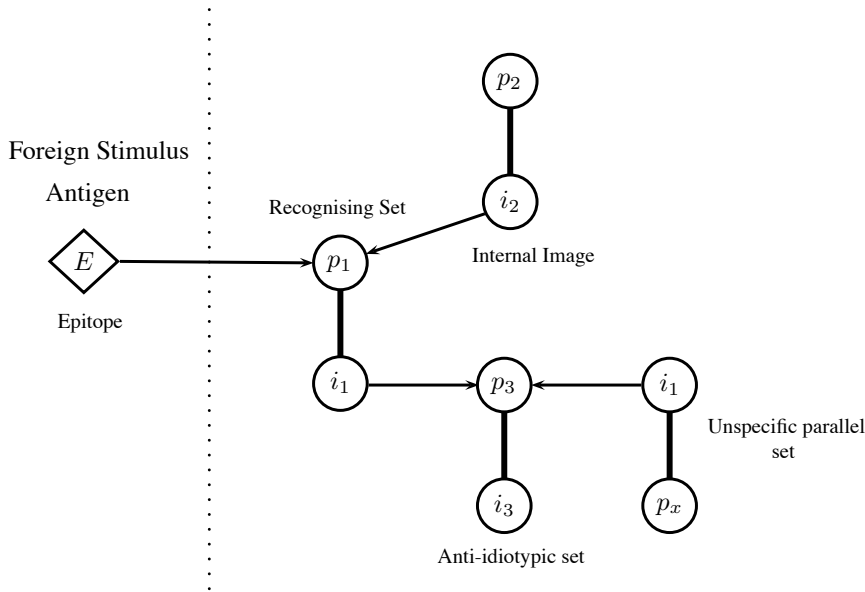 p2
Foreign Stimulus
Antigen
i2
Recognising Set
Internal Image
E
p1
Epitope
i1
p3
i1
Unspecific parallel
set
i3
px
Anti-idiotypic set